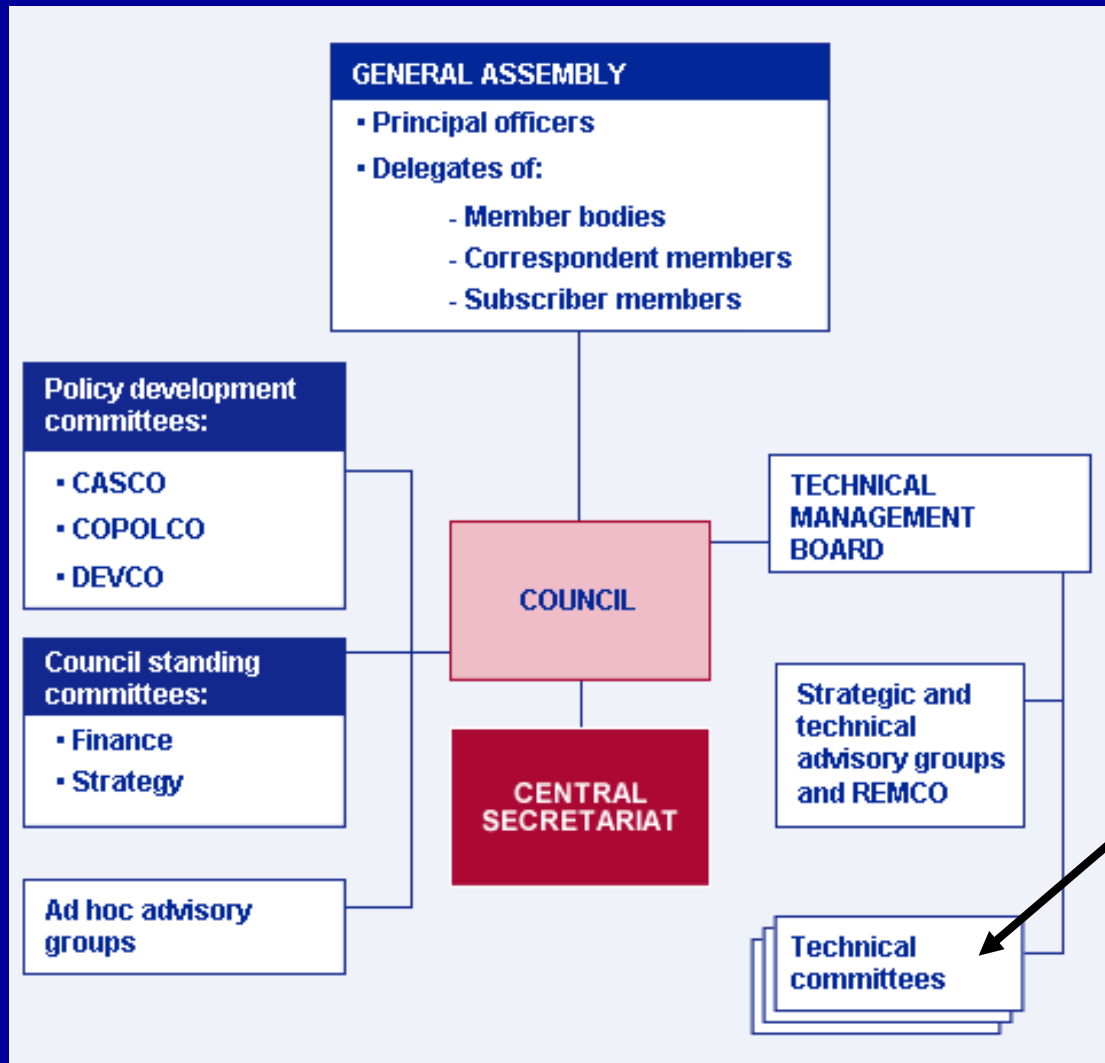 GENERAL ASSEMBLY
▪ Principal officers
▪ Delegates of:
- Member bodies
- Correspondent members
- Subscriber members
Policy development
committees:
▪ CASCO
▪ COPOLCO
▪ DEVCO
Council standing
committees:
▪ Finance
▪ Strategy
Ad hoc advisory
groups
COUNCIL
CENTRAL
SECRETARIAT
TECHNICAL
MANAGEMENT
BOARD
Strategic and
technical
advisory groups
and REMCO
Technical
committees